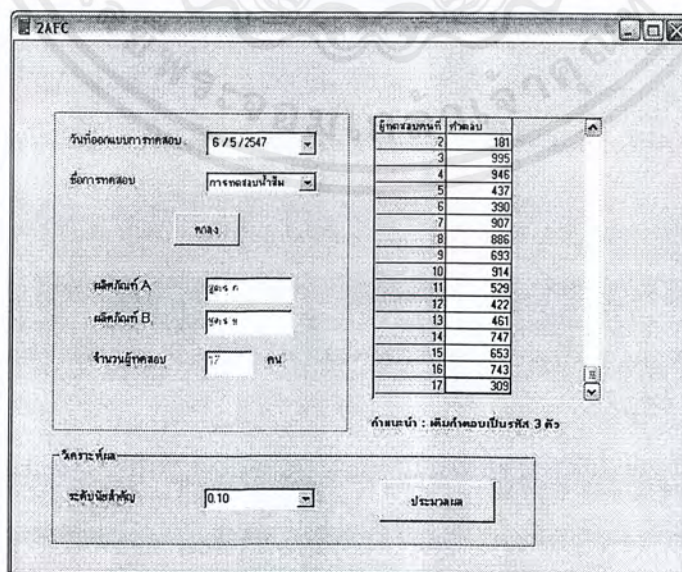 2AFC
วันที่ออกแบบการทดสอบ 6 / 5 / 2547
ชื่อการทดสอบ การทดสอบน้ำส้ม
ตกลง
ผลิตภัณฑ์ A สูตร ก
ผลิตภัณฑ์ B สูตร ข
จำนวนผู้ทดสอบ 17 คน
ผู้ทดสอบคนที่ คำตอบ
2 181
3 995
4 946
5 437
6 390
7 907
8 886
9 693
10 914
11 529
12 422
13 461
14 747
15 653
16 743
17 309
คำแนะนำ : เติมคำตอบเป็นรหัส 3 ตัว
วิเคราะห์ผล
ระดับนัยสำคัญ 0.10
ประมวลผล